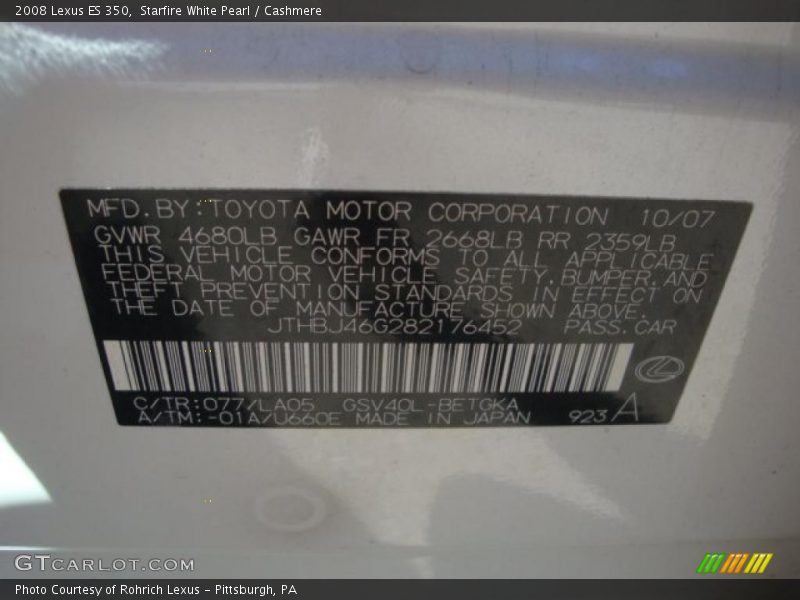 2008 Lexus ES 350, Starfire White Pearl / Cashmere
MFD. BY: TOYOTA MOTOR CORPORATION 10/07
GVWR 4680LB GAWR FR 2668LB RR 2359LB
THIS VEHICLE CONFORMS TO ALL APPLICABLE
FEDERAL MOTOR VEHICLE SAFETY, BUMPER, AND
THEFT PREVENTION STANDARDS IN EFFECT ON
THE DATE OF MANUFACTURE SHOWN ABOVE.
JTHBJ46G282176452 PASS. CAR
C/TR: 077/LA05 GSV40L-BETGKA
A/TM: -01A/U660E MADE IN JAPAN 923 A
GTCARLOT.COM
Photo Courtesy of Rohrich Lexus - Pittsburgh, PA